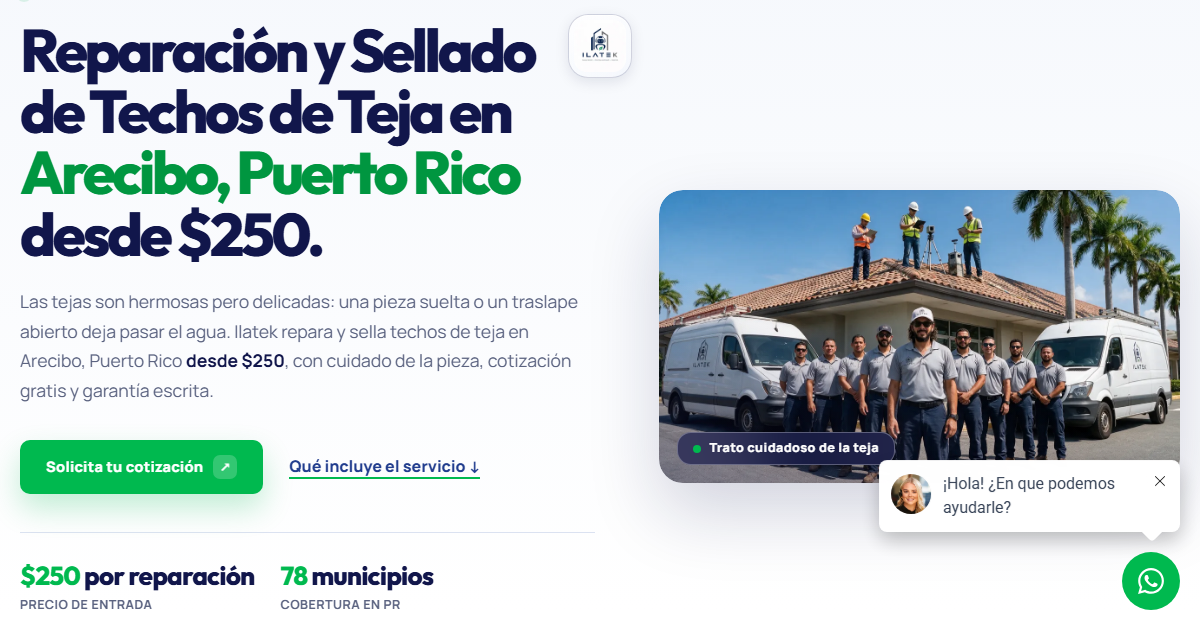 Reparación y Sellado
de Techos de Teja en
Arecibo, Puerto Rico
desde $250.
ILATEK
Las tejas son hermosas pero delicadas: una pieza suelta o un traslape
abierto deja pasar el agua. Ilatek repara y sella techos de teja en
Arecibo, Puerto Rico desde $250, con cuidado de la pieza, cotización
gratis y garantía escrita.
Solicita tu cotización ↗
Qué incluye el servicio ↓
$250 por reparación
PRECIO DE ENTRADA
78 municipios
COBERTURA EN PR
ILATEK
ILATEK
Trato cuidadoso de la teja
¡Hola! ¿En que podemos
ayudarle?